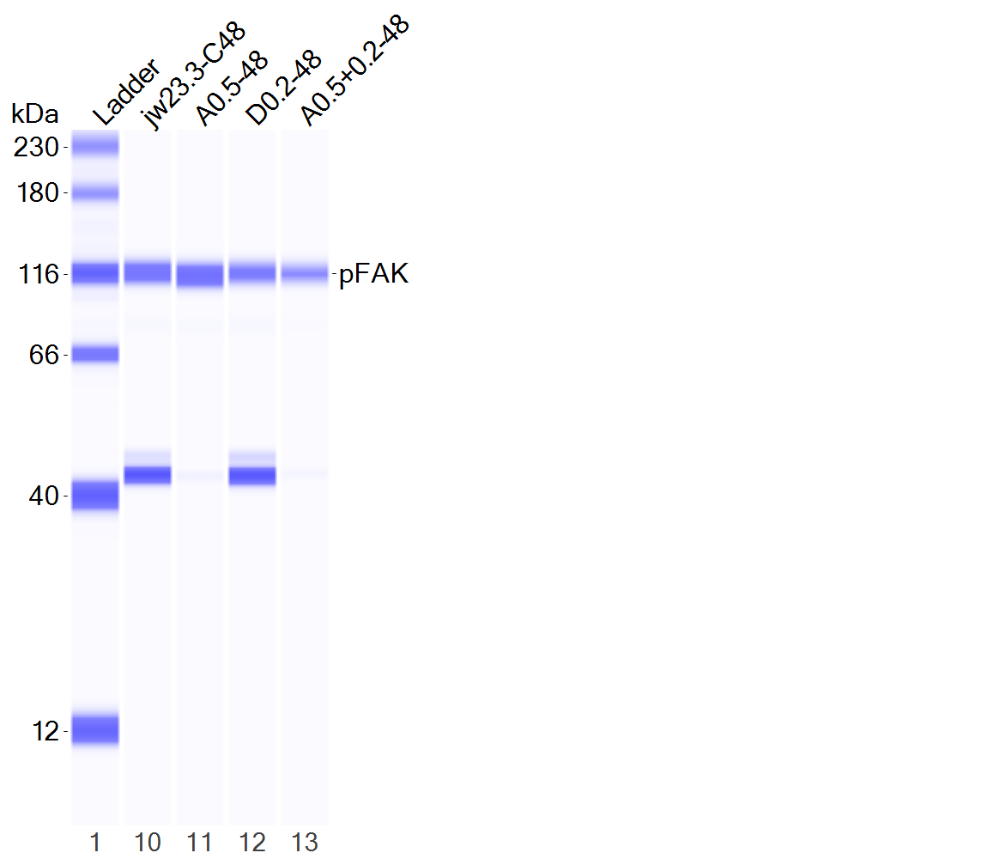 kDa
Ladder
jw23.3-C48
A0.5-48
D0.2-48
A0.5+0.2-48
230
180
116
pFAK
66
40
12
1 10 11 12 13